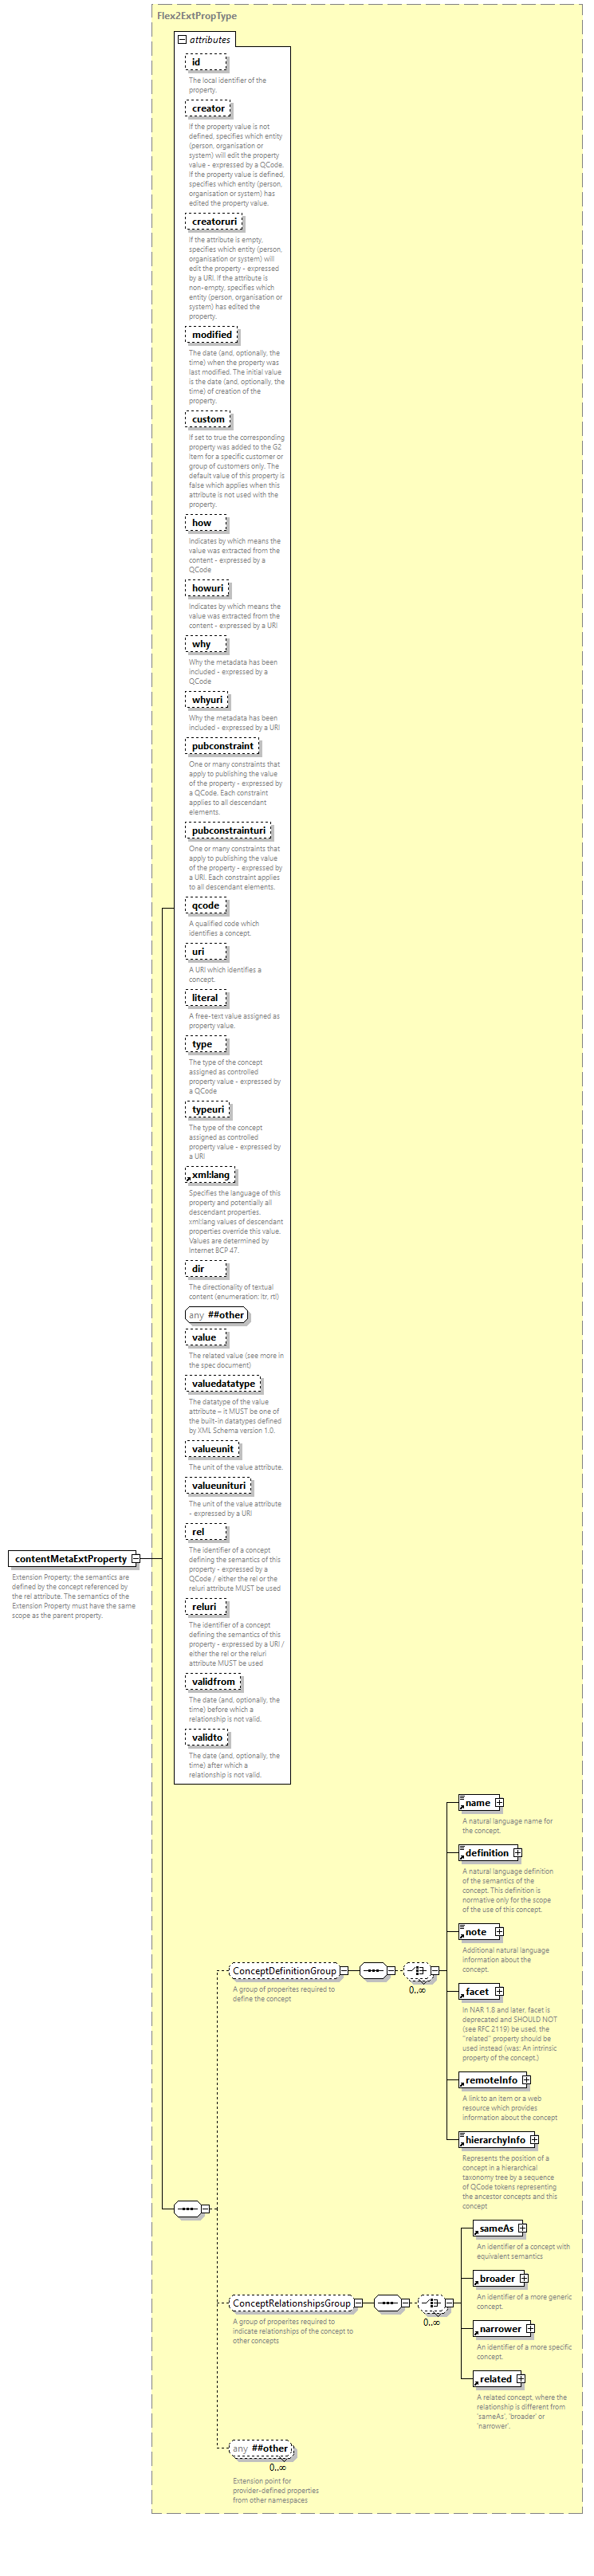 Flex2ExtPropType
attributes
id
The local identifier of the
property.
creator
If the property value is not
defined, specifies which entity
(person, organisation or
system) will edit the property
value - expressed by a QCode.
If the property value is defined,
specifies which entity (person,
organisation or system) has
edited the property value.
creatoruri
If the attribute is empty,
specifies which entity (person,
organisation or system) will
edit the property - expressed
by a URI. If the attribute is
non-empty, specifies which
entity (person, organisation or
system) has edited the
property.
modified
The date (and, optionally, the
time) when the property was
last modified. The initial value
is the date (and, optionally, the
time) of creation of the
property.
custom
If set to true the corresponding
property was added to the G2
Item for a specific customer or
group of customers only. The
default value of this property is
false which applies when this
attribute is not used with the
property.
how
Indicates by which means the
value was extracted from the
content - expressed by a
QCode
howuri
Indicates by which means the
value was extracted from the
content - expressed by a URI
why
Why the metadata has been
included - expressed by a
QCode
whyuri
Why the metadata has been
included - expressed by a URI
pubconstraint
One or many constraints that
apply to publishing the value
of the property - expressed by
a QCode. Each constraint
applies to all descendant
elements.
pubconstrainturi
One or many constraints that
apply to publishing the value
of the property - expressed by
a URI. Each constraint applies
to all descendant elements.
qcode
A qualified code which
identifies a concept.
uri
A URI which identifies a
concept.
literal
A free-text value assigned as
property value.
type
The type of the concept
assigned as controlled
property value - expressed by
a QCode
typeuri
The type of the concept
assigned as controlled
property value - expressed by
a URI
xml:lang
Specifies the language of this
property and potentially all
descendant properties.
xml:lang values of descendant
properties override this value.
Values are determined by
Internet BCP 47.
dir
The directionality of textual
content (enumeration: ltr, rtl)
any ##other
value
The related value (see more in
the spec document)
valuedatatype
The datatype of the value
attribute – it MUST be one of
the built-in datatypes defined
by XML Schema version 1.0.
valueunit
The unit of the value attribute.
valueunituri
The unit of the value attribute
- expressed by a URI
rel
The identifier of a concept
defining the semantics of this
property - expressed by a
QCode / either the rel or the
reluri attribute MUST be used
reluri
The identifier of a concept
defining the semantics of this
property - expressed by a URI /
either the rel or the reluri
attribute MUST be used
validfrom
The date (and, optionally, the
time) before which a
relationship is not valid.
validto
The date (and, optionally, the
time) after which a
relationship is not valid.
contentMetaExtProperty
Extension Property; the semantics are
defined by the concept referenced by
the rel attribute. The semantics of the
Extension Property must have the same
scope as the parent property.
ConceptDefinitionGroup
0..∞
A group of properites required to
define the concept
name
A natural language name for
the concept.
definition
A natural language definition
of the semantics of the
concept. This definition is
normative only for the scope
of the use of this concept.
note
Additional natural language
information about the
concept.
facet
In NAR 1.8 and later, facet is
deprecated and SHOULD NOT
(see RFC 2119) be used, the
"related" property should be
used instead (was: An intrinsic
property of the concept.)
remoteInfo
A link to an item or a web
resource which provides
information about the concept
hierarchyInfo
Represents the position of a
concept in a hierarchical
taxonomy tree by a sequence
of QCode tokens representing
the ancestor concepts and this
concept
ConceptRelationshipsGroup
0..∞
A group of properites required to
indicate relationships of the concept to
other concepts
sameAs
An identifier of a concept with
equivalent semantics
broader
An identifier of a more generic
concept.
narrower
An identifier of a more specific
concept.
related
A related concept, where the
relationship is different from
'sameAs', 'broader' or
'narrower'.
any ##other
0..∞
Extension point for
provider-defined properties
from other namespaces